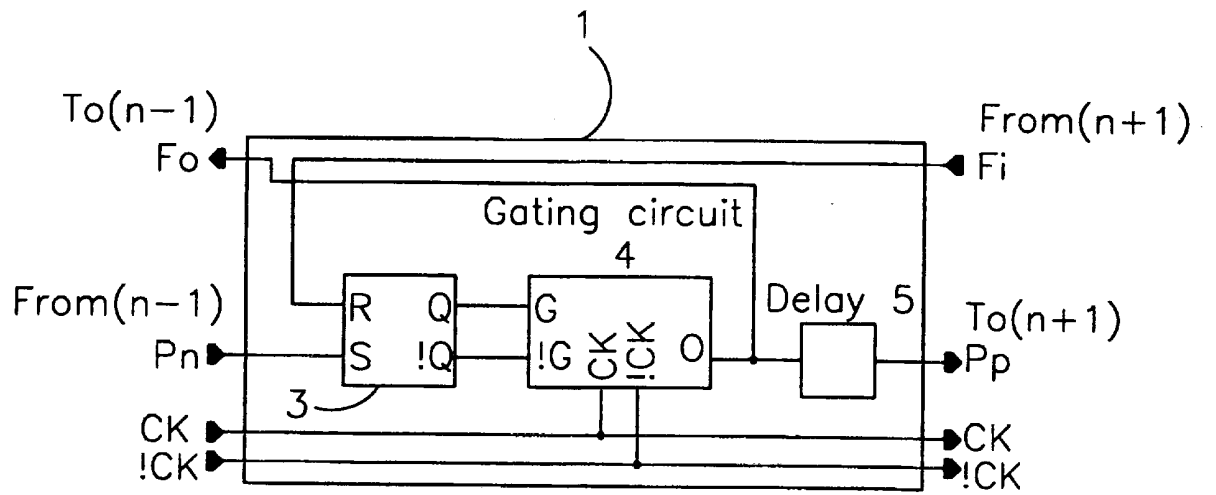 1
To(n-1)
From(n+1)
Fo
Fi
Gating circuit
4
From(n-1)
R
Q
G
Delay 5
To(n+1)
Pn
S
!Q
!G
CK
!CK
O
Pp
3
CK
CK
!CK
!CK